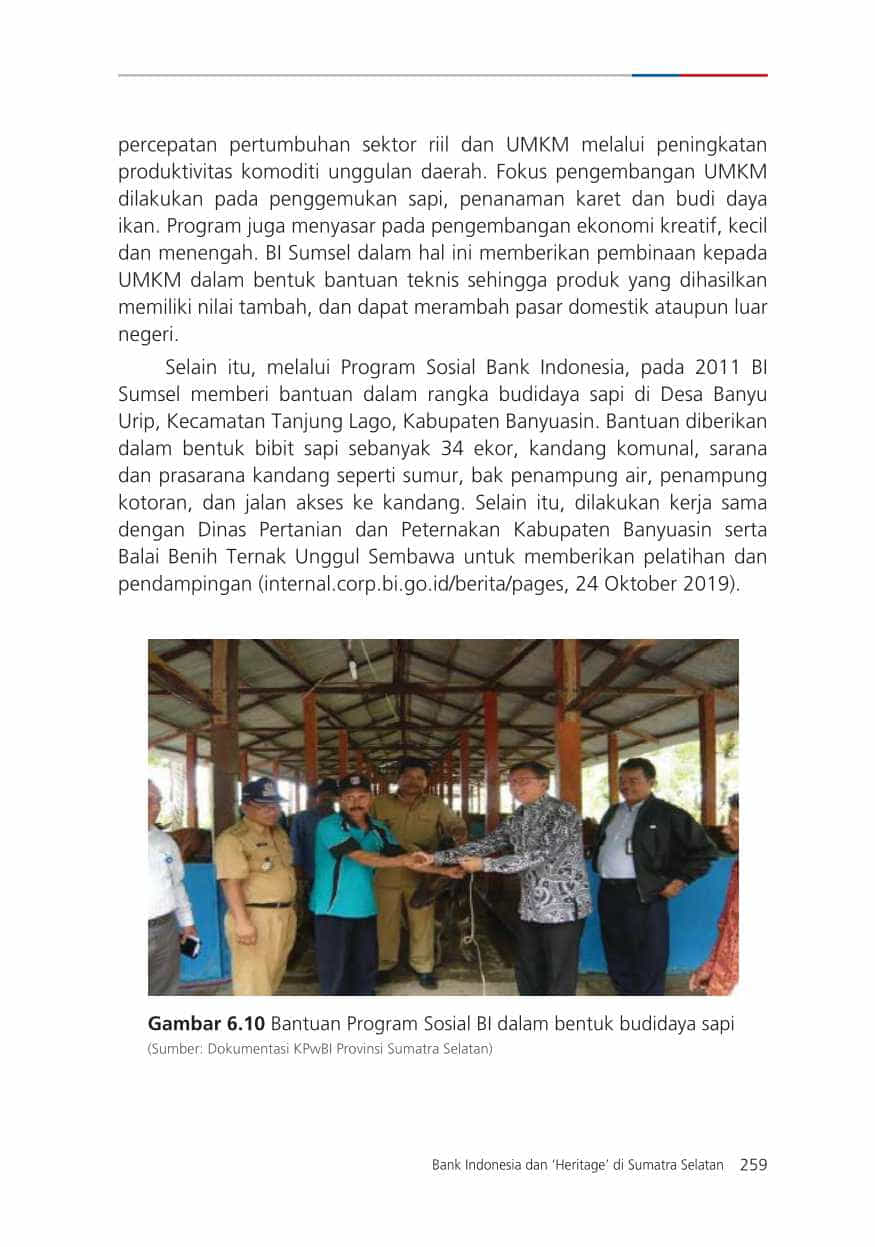 percepatan pertumbuhan sektor riil dan UMKM melalui peningkatan
produktivitas komoditi unggulan daerah. Fokus pengembangan UMKM
dilakukan pada penggemukan sapi, penanaman karet dan budi daya
ikan. Program juga menyasar pada pengembangan ekonomi kreatif, kecil
dan menengah. BI Sumsel dalam hal ini memberikan pembinaan kepada
UMKM dalam bentuk bantuan teknis sehingga produk yang dihasilkan
memiliki nilai tambah, dan dapat merambah pasar domestik ataupun luar
negeri.
Selain itu, melalui Program Sosial Bank Indonesia, pada 2011 BI
Sumsel memberi bantuan dalam rangka budidaya sapi di Desa Banyu
Urip, Kecamatan Tanjung Lago, Kabupaten Banyuasin. Bantuan diberikan
dalam bentuk bibit sapi sebanyak 34 ekor, kandang komunal, sarana
dan prasarana kandang seperti sumur, bak penampung air, penampung
kotoran, dan jalan akses ke kandang. Selain itu, dilakukan kerja sama
dengan Dinas Pertanian dan Peternakan Kabupaten Banyuasin serta
Balai Benih Ternak Unggul Sembawa untuk memberikan pelatihan dan
pendampingan (internal.corp.bi.go.id/berita/pages, 24 Oktober 2019).
Gambar 6.10 Bantuan Program Sosial BI dalam bentuk budidaya sapi
(Sumber: Dokumentasi KPwBI Provinsi Sumatra Selatan)
Bank Indonesia dan ‘Heritage’ di Sumatra Selatan 259